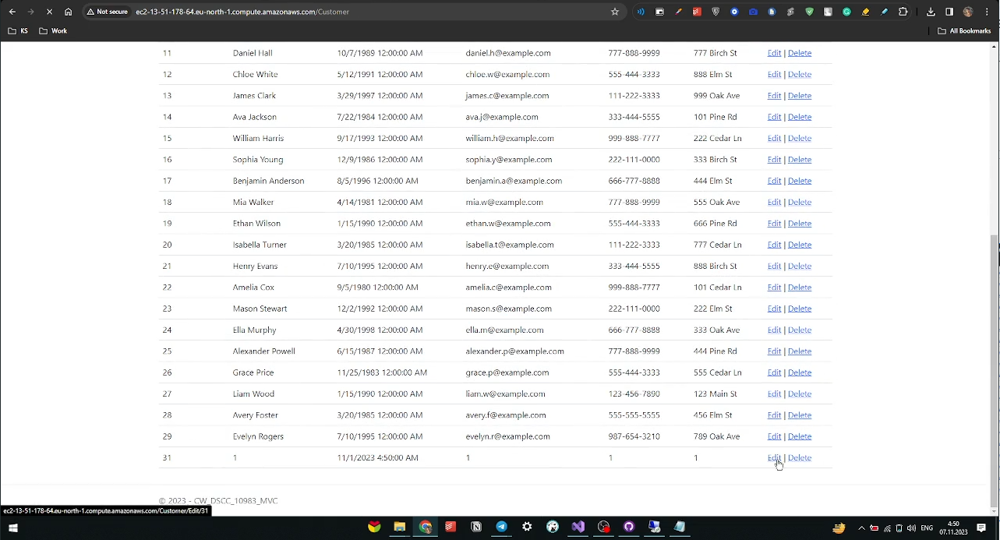 Not secure ec2-13-51-178-64.eu-north-1.compute.amazonaws.com/Customer
KS Work All Bookmarks
11 Daniel Hall 10/7/1989 12:00:00 AM daniel.h@example.com 777-888-9999 777 Birch St Edit | Delete
12 Chloe White 5/12/1991 12:00:00 AM chloe.w@example.com 555-444-3333 888 Elm St Edit | Delete
13 James Clark 3/29/1997 12:00:00 AM james.c@example.com 111-222-3333 999 Oak Ave Edit | Delete
14 Ava Jackson 7/22/1984 12:00:00 AM ava.j@example.com 333-444-5555 101 Pine Rd Edit | Delete
15 William Harris 9/17/1993 12:00:00 AM william.h@example.com 999-888-7777 222 Cedar Ln Edit | Delete
16 Sophia Young 12/9/1986 12:00:00 AM sophia.y@example.com 222-111-0000 333 Birch St Edit | Delete
17 Benjamin Anderson 8/5/1996 12:00:00 AM benjamin.a@example.com 666-777-8888 444 Elm St Edit | Delete
18 Mia Walker 4/14/1981 12:00:00 AM mia.w@example.com 777-888-9999 555 Oak Ave Edit | Delete
19 Ethan Wilson 1/15/1990 12:00:00 AM ethan.w@example.com 555-444-3333 666 Pine Rd Edit | Delete
20 Isabella Turner 3/20/1985 12:00:00 AM isabella.t@example.com 111-222-3333 777 Cedar Ln Edit | Delete
21 Henry Evans 7/10/1995 12:00:00 AM henry.e@example.com 333-444-5555 888 Birch St Edit | Delete
22 Amelia Cox 9/5/1980 12:00:00 AM amelia.c@example.com 999-888-7777 101 Cedar Ln Edit | Delete
23 Mason Stewart 12/2/1992 12:00:00 AM mason.s@example.com 222-111-0000 222 Elm St Edit | Delete
24 Ella Murphy 4/30/1998 12:00:00 AM ella.m@example.com 666-777-8888 333 Oak Ave Edit | Delete
25 Alexander Powell 6/15/1987 12:00:00 AM alexander.p@example.com 777-888-9999 444 Pine Rd Edit | Delete
26 Grace Price 11/25/1983 12:00:00 AM grace.p@example.com 555-444-3333 555 Cedar Ln Edit | Delete
27 Liam Wood 1/15/1990 12:00:00 AM liam.w@example.com 123-456-7890 123 Main St Edit | Delete
28 Avery Foster 3/20/1985 12:00:00 AM avery.f@example.com 555-555-5555 456 Elm St Edit | Delete
29 Evelyn Rogers 7/10/1995 12:00:00 AM evelyn.r@example.com 987-654-3210 789 Oak Ave Edit | Delete
31 1 11/1/2023 4:50:00 AM 1 1 1 Edit | Delete
© 2023 - CW_DSCC_10983_MVC
ec2-13-51-178-64.eu-north-1.compute.amazonaws.com/Customer/Edit/31
ENG 4:50
07.11.2023